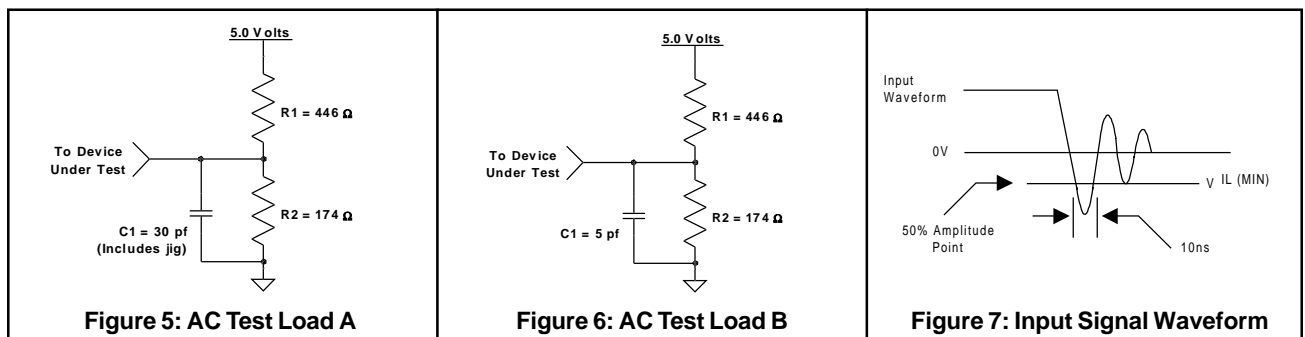 5.0 Volts
R1 = 446 Ω
To Device
Under Test
R2 = 174 Ω
C1 = 30 pf
(Includes jig)
Figure 5: AC Test Load A
5.0 Volts
R1 = 446 Ω
To Device
Under Test
R2 = 174 Ω
C1 = 5 pf
Figure 6: AC Test Load B
Input
Waveform
0V
V IL (MIN)
50% Amplitude
Point
10ns
Figure 7: Input Signal Waveform